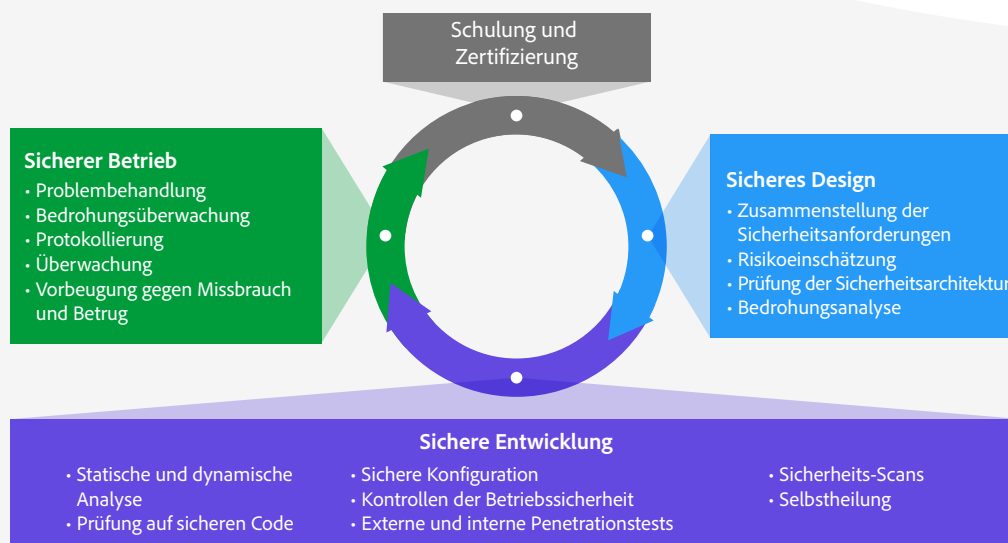 Schulung und
Zertifizierung
Sicherer Betrieb
• Problembehandlung
• Bedrohungsüberwachung
• Protokollierung
• Überwachung
• Vorbeugung gegen Missbrauch
und Betrug
Sicheres Design
• Zusammenstellung der
Sicherheitsanforderungen
• Risikoeinschätzung
• Prüfung der Sicherheitsarchitektur
• Bedrohungsanalyse
Sichere Entwicklung
• Statische und dynamische
Analyse
• Prüfung auf sicheren Code
• Sichere Konfiguration
• Kontrollen der Betriebssicherheit
• Externe und interne Penetrationstests
• Sicherheits-Scans
• Selbstheilung